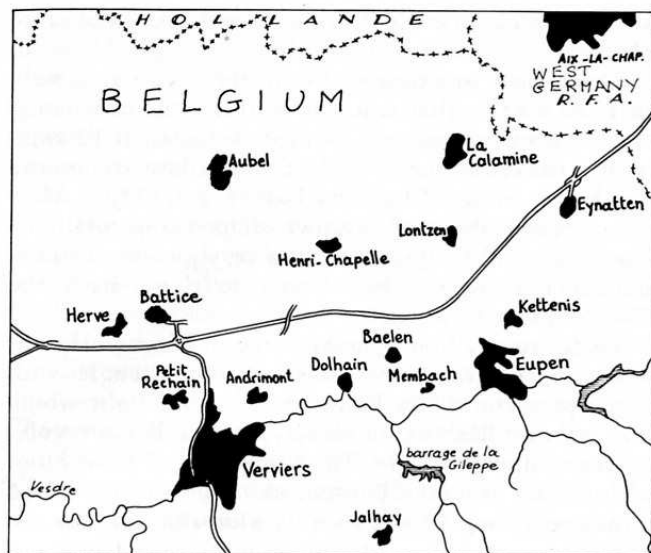 HOLLANDE
AIX-LA-CHAP.
WEST
GERMANY
R.F.A.
BELGIUM
Aubel
La
Calamine
Eynatten
Lontzen
Henri-Chapelle
Battice
Herve
Kettenis
Baelen
Eupen
Petit
Rechain
Andrimont
Dolhain
Membach
Verviers
barrage de la
Gileppe
Vesdre
Jalhay